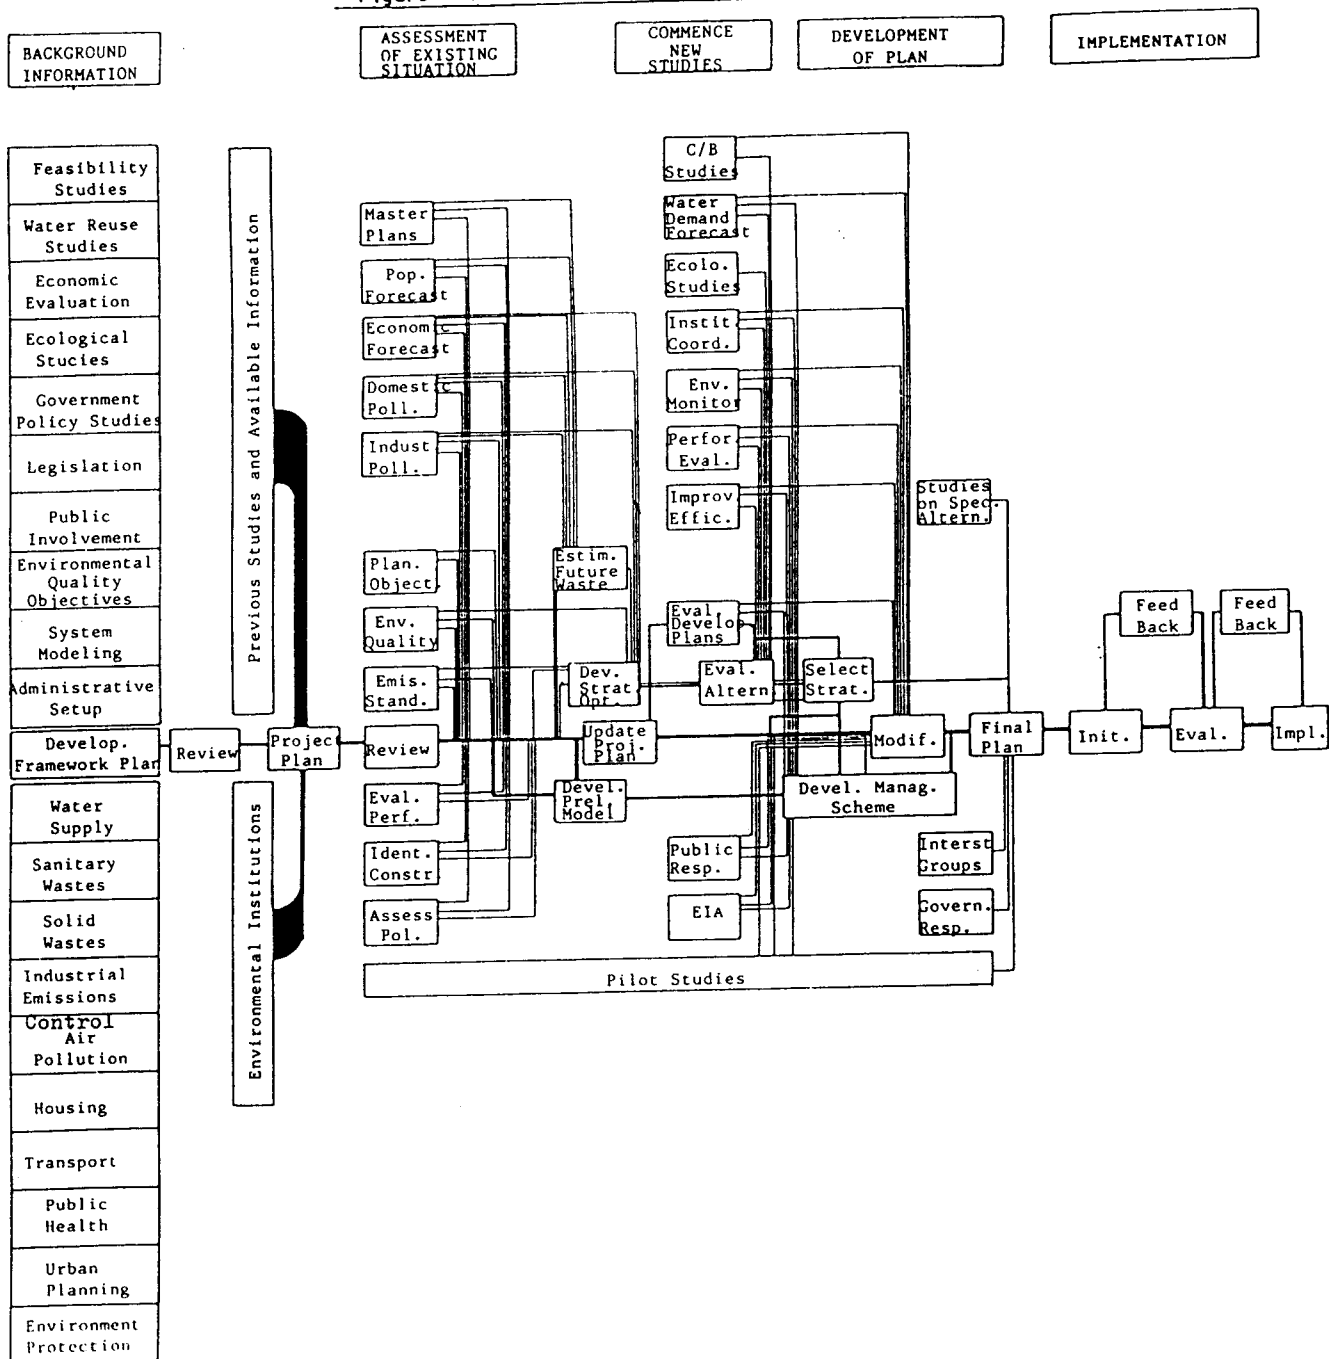 Figure
BACKGROUND
INFORMATION
ASSESSMENT
OF EXISTING
SITUATION
COMMENCE
NEW
STUDIES
DEVELOPMENT
OF PLAN
IMPLEMENTATION
Feasibility
Studies
Water Reuse
Studies
Economic
Evaluation
Ecological
Stucies
Government
Policy Studies
Legislation
Public
Involvement
Environmental
Quality
Objectives
System
Modeling
Administrative
Setup
Develop.
Framework Plan
Water
Supply
Sanitary
Wastes
Solid
Wastes
Industrial
Emissions
Control
Air
Pollution
Housing
Transport
Public
Health
Urban
Planning
Environment
Protection
Review
Previous Studies and Available Information
Project
Plan
Environmental Institutions
Master
Plans
Pop.
Forecast
Economic
Forecast
Domestic
Poll.
Indust
Poll.
Plan.
Object.
Env.
Quality
Emis.
Stand.
Review
Eval.
Perf.
Ident.
Constr
Assess
Pol.
Estim.
Future
Waste
Dev.
Strat
Opt.
Update
Proj.
Plan
Devel.
Prel.
Model
C/B
Studies
Water
Demand
Forecast
Ecolo.
Studies
Instit.
Coord.
Env.
Monitor
Perfor
Eval.
Improv
Effic.
Eval.
Develop
Plans
Eval.
Altern.
Select
Strat.
Modif.
Devel. Manag.
Scheme
Public
Resp.
EIA
Pilot Studies
Studies
on Spec.
Altern.
Final
Plan
Interst
Groups
Govern.
Resp.
Init.
Feed
Back
Eval.
Feed
Back
Impl.